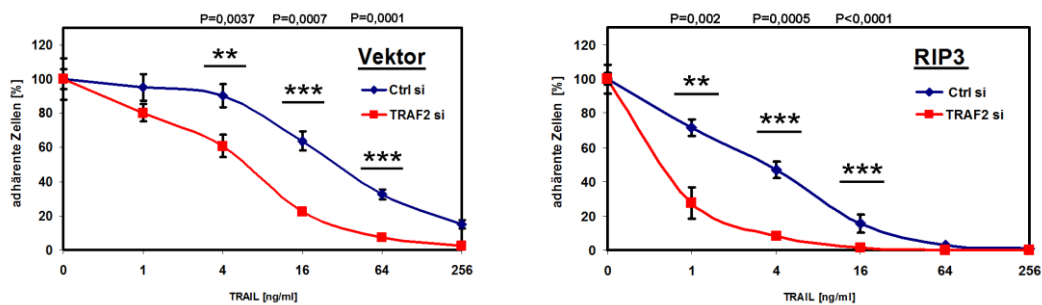 P=0,0037 P=0,0007 P=0,0001
120
100
80
60
40
20
0
adhärente Zellen [%]
**
***
***
Vektor
Ctrl si
TRAF2 si
0 1 4 16 64 256
TRAIL [ng/ml]
P=0,002 P=0,0005 P<0,0001
120
100
80
60
40
20
0
adhärente Zellen [%]
**
***
***
RIP3
Ctrl si
TRAF2 si
0 1 4 16 64 256
TRAIL [ng/ml]